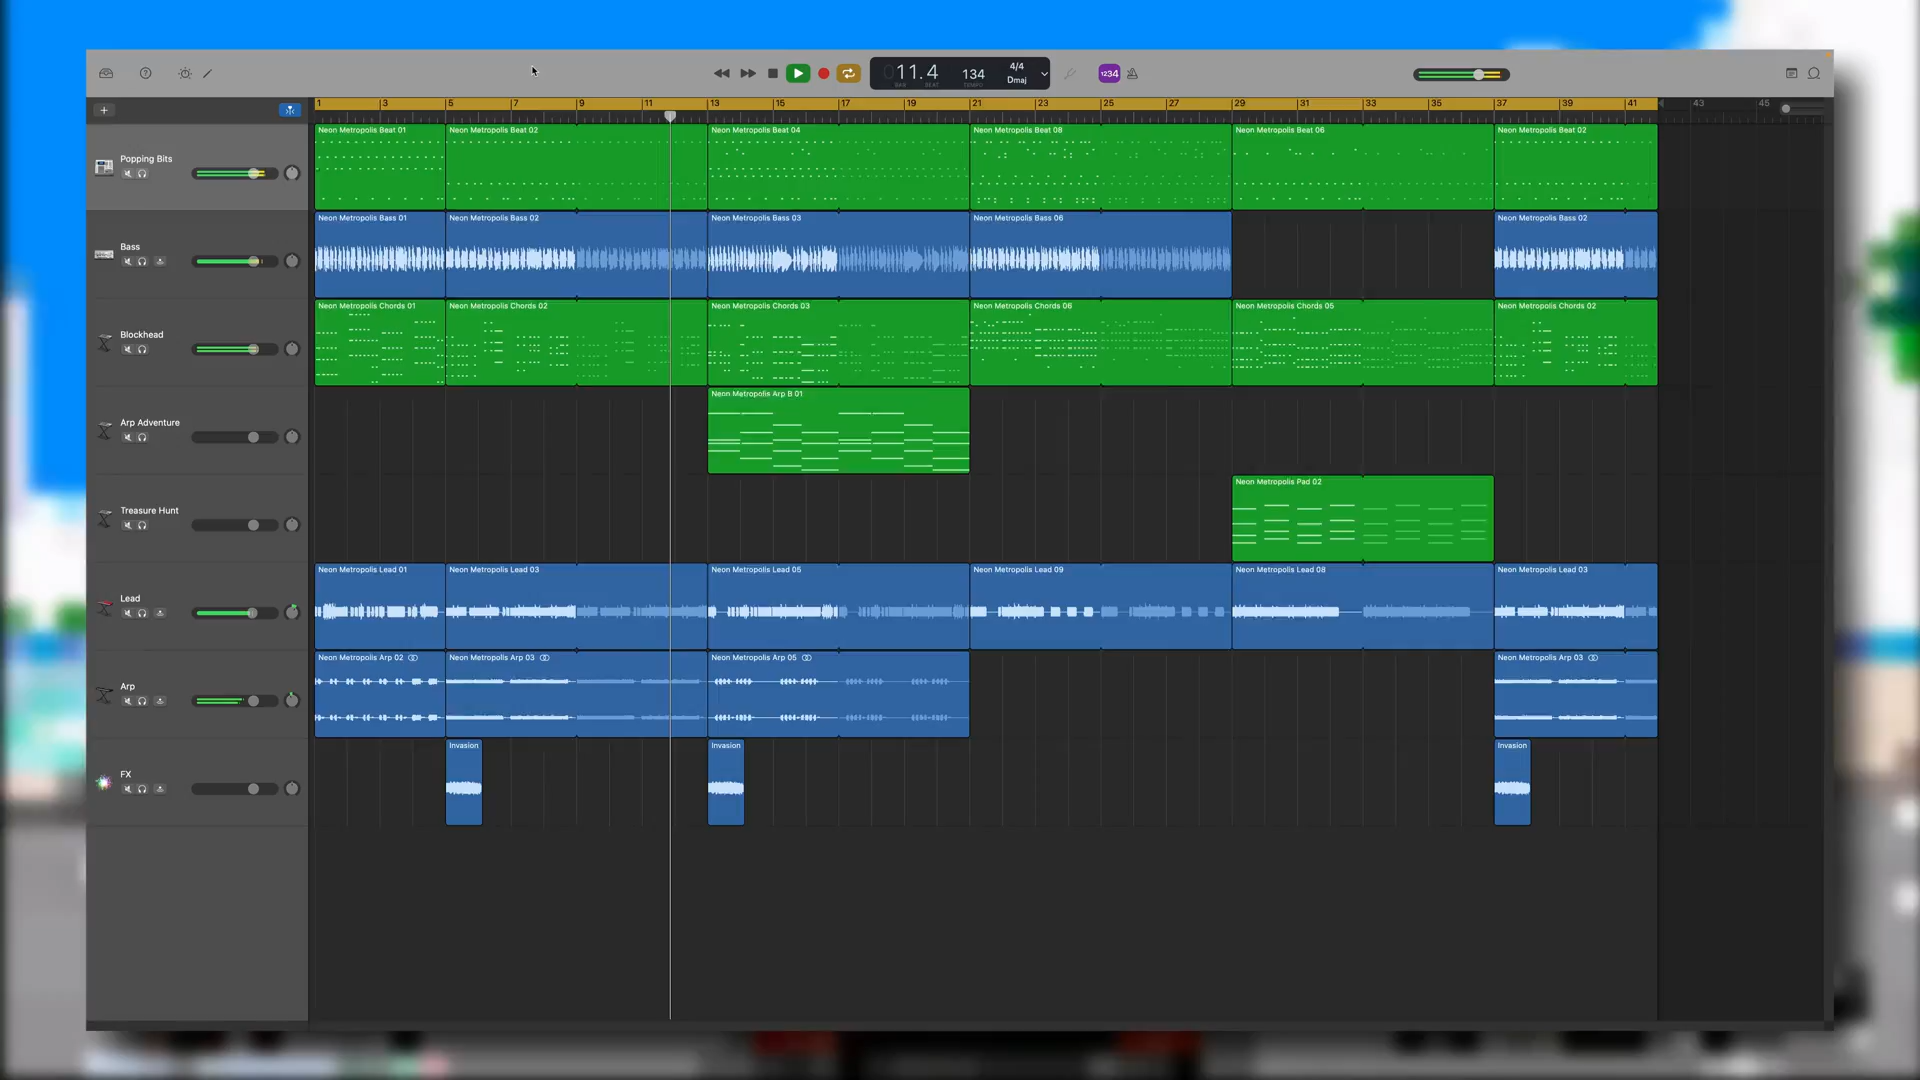 11.4 134 4/4
BAR BEAT TEMPO Dmaj
1234
1 3 5 7 9 11 13 15 17 19 21 23 25 27 29 31 33 35 37 39 41 43 45
Popping Bits
Neon Metropolis Beat 01 Neon Metropolis Beat 02 Neon Metropolis Beat 04 Neon Metropolis Beat 08 Neon Metropolis Beat 06 Neon Metropolis Beat 02
Bass
Neon Metropolis Bass 01 Neon Metropolis Bass 02 Neon Metropolis Bass 03 Neon Metropolis Bass 06 Neon Metropolis Bass 02
Blockhead
Neon Metropolis Chords 01 Neon Metropolis Chords 02 Neon Metropolis Chords 03 Neon Metropolis Chords 06 Neon Metropolis Chords 05 Neon Metropolis Chords 02
Arp Adventure
Neon Metropolis Arp B 01
Treasure Hunt
Neon Metropolis Pad 02
Lead
Neon Metropolis Lead 01 Neon Metropolis Lead 03 Neon Metropolis Lead 05 Neon Metropolis Lead 09 Neon Metropolis Lead 08 Neon Metropolis Lead 03
Arp
Neon Metropolis Arp 02 Neon Metropolis Arp 03 Neon Metropolis Arp 05 Neon Metropolis Arp 03
FX
Invasion Invasion Invasion